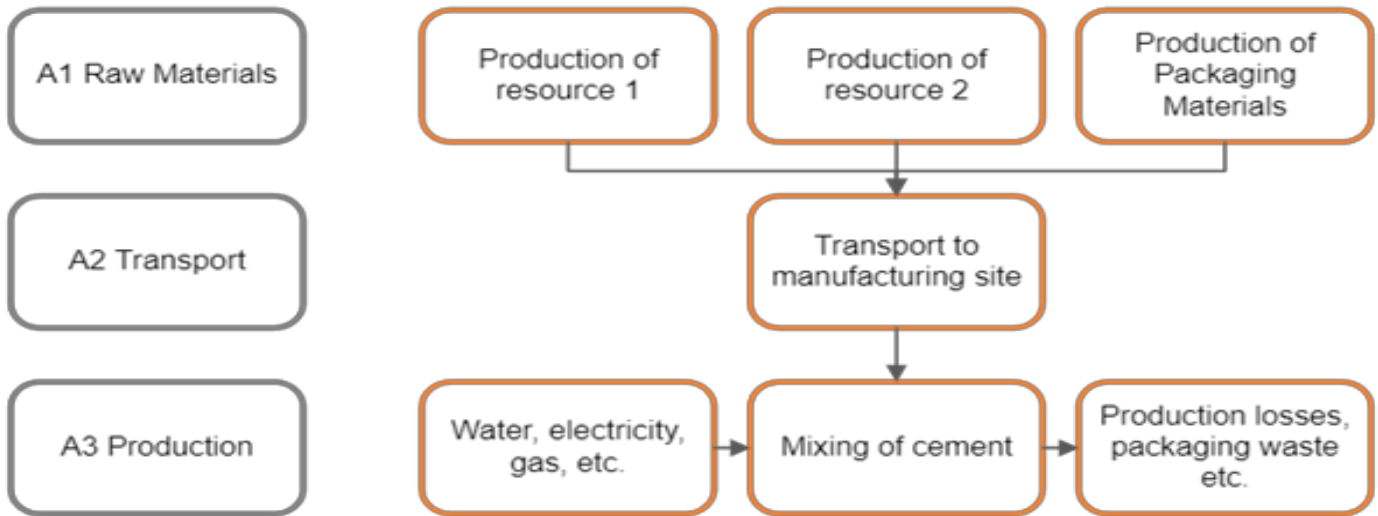 A1 Raw Materials
Production of
resource 1
Production of
resource 2
Production of
Packaging
Materials
A2 Transport
Transport to
manufacturing site
A3 Production
Water, electricity,
gas, etc.
Mixing of cement
Production losses,
packaging waste
etc.